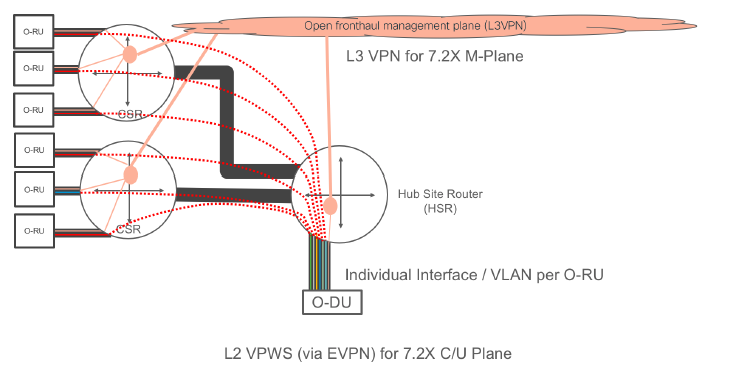 Open fronthaul management plane (L3VPN)
O-RU
L3 VPN for 7.2X M-Plane
O-RU
O-RU
CSR
O-RU
O-RU
Hub Site Router
(HSR)
O-RU
CSR
Individual Interface / VLAN per O-RU
O-DU
L2 VPWS (via EVPN) for 7.2X C/U Plane